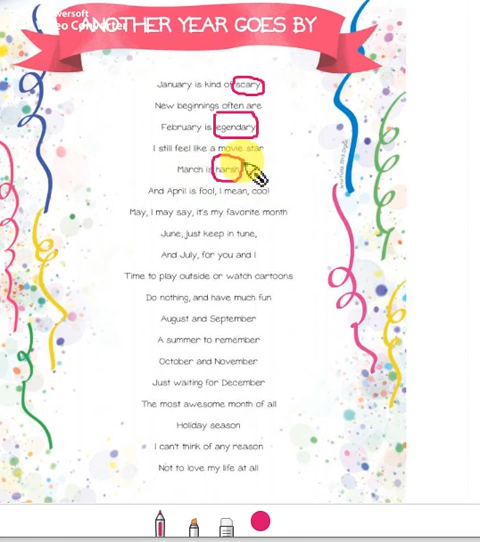 ANOTHER YEAR GOES BY
January is kind of scary
New beginnings often are
February is legendary
I still feel like a movie star
March is harsh
And April is fool, I mean, cool
May, I may say, it's my favorite month
June, just keep in tune,
And July, for you and I
Time to play outside or watch cartoons
Do nothing, and have much fun
August and September
A summer to remember
October and November
Just waiting for December
The most awesome month of all
Holiday season
I can't think of any reason
Not to love my life at all